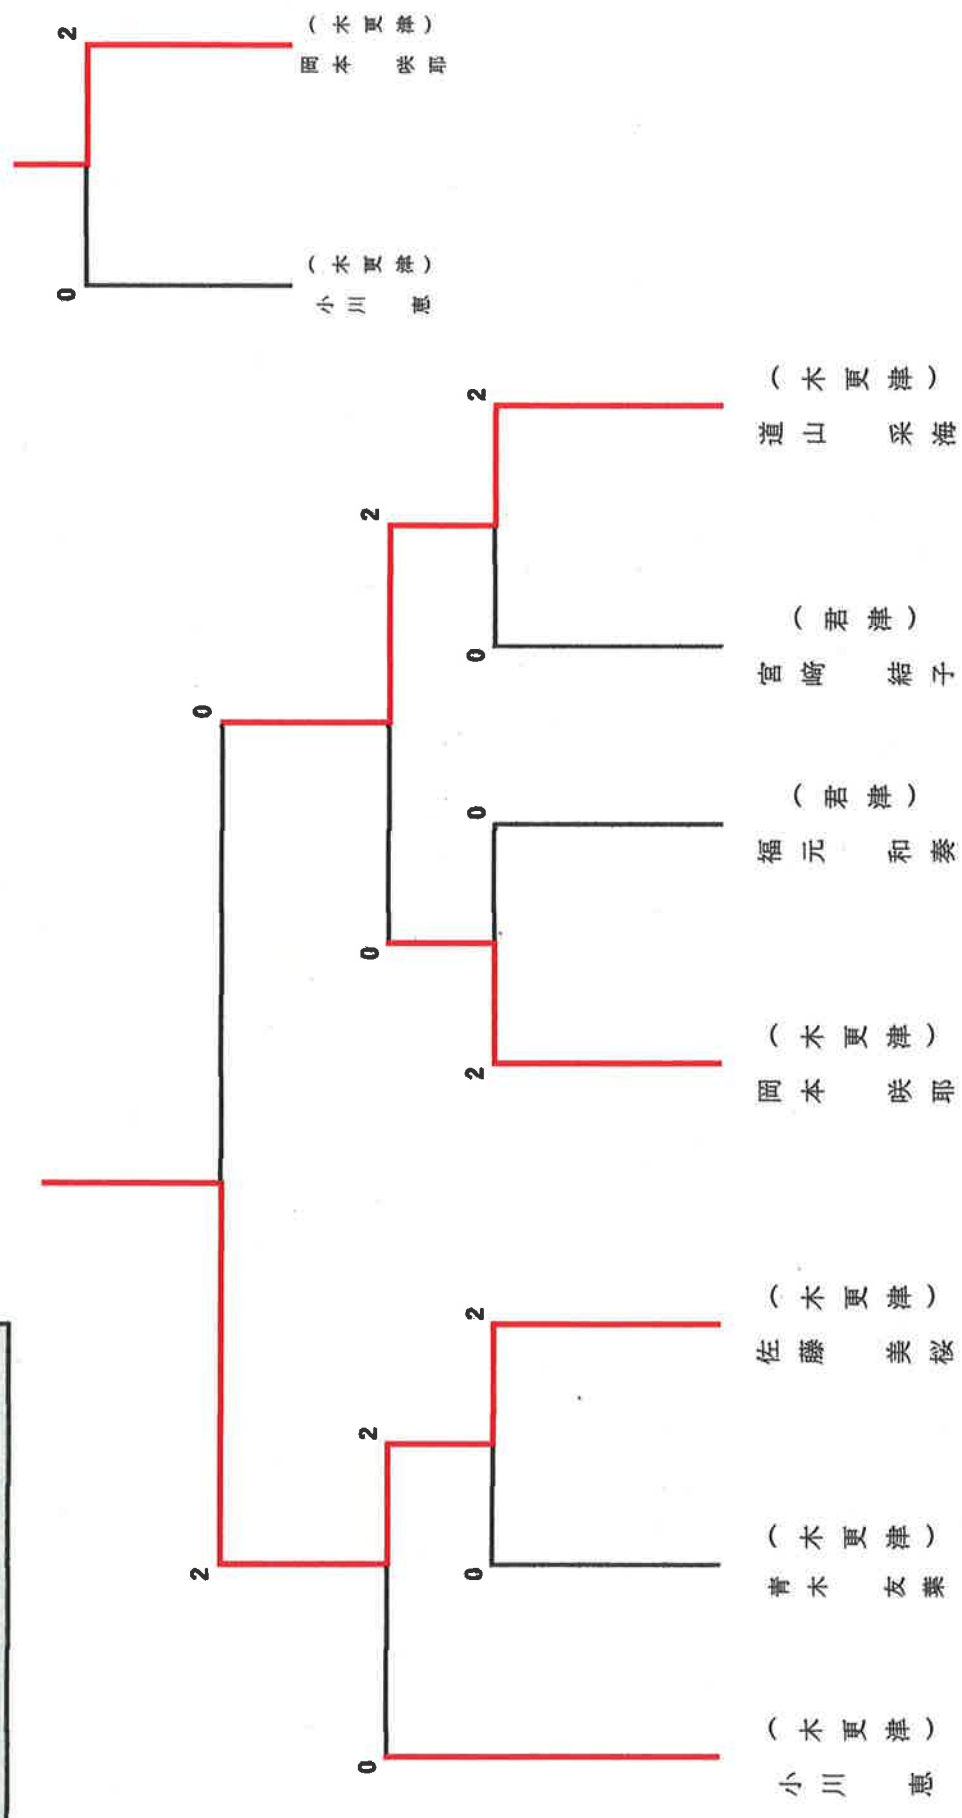 2
(木更津)
岡本 咲耶
0
(木更津)
小川 恵
2
(木更津)
道山 采海
2
0
(君津)
宮﨑 結子
0
0
(君津)
福元 和奏
0
2
(木更津)
岡本 咲耶
2
(木更津)
佐藤 美桜
2
2
0
(木更津)
青木 友葉
0
(木更津)
小川 恵